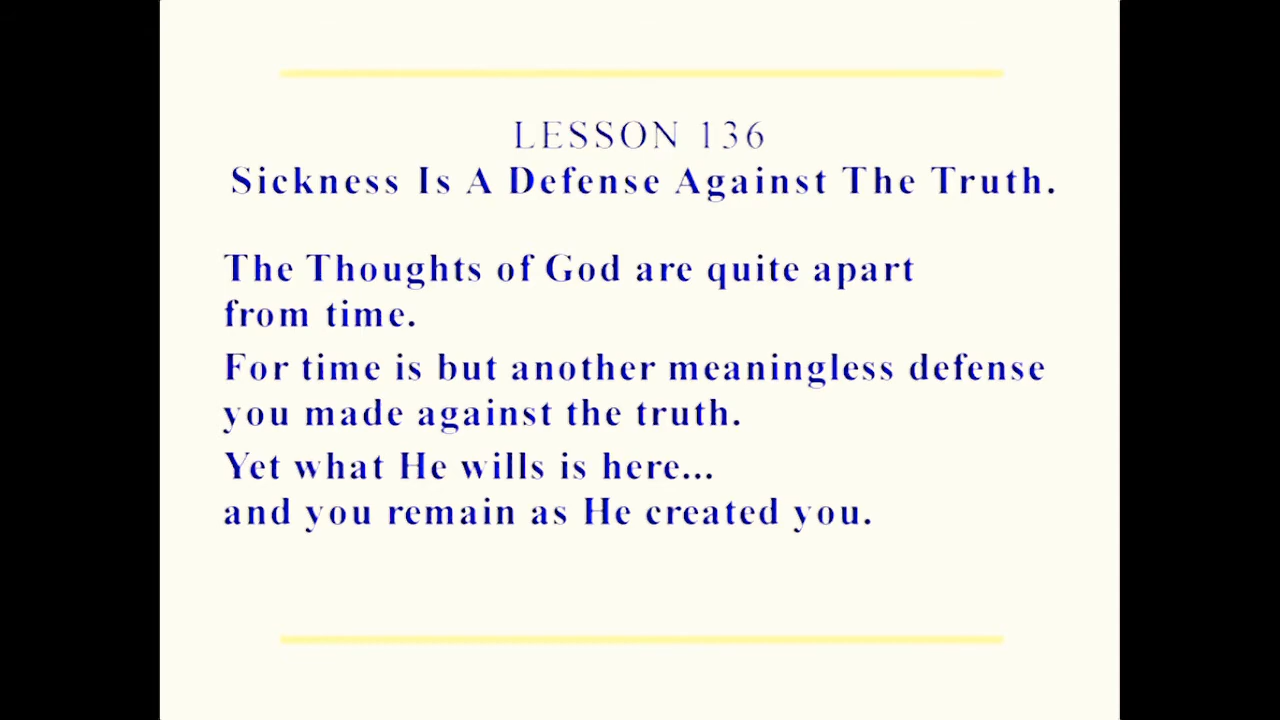 LESSON 136
Sickness Is A Defense Against The Truth.
The Thoughts of God are quite apart
from time.
For time is but another meaningless defense
you made against the truth.
Yet what He wills is here...
and you remain as He created you.